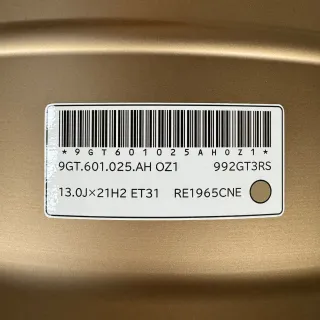 *9GT601025AHOZ1*
9GT.601.025.AH OZ1 992GT3RS
13.0J×21H2 ET31 RE1965CNE